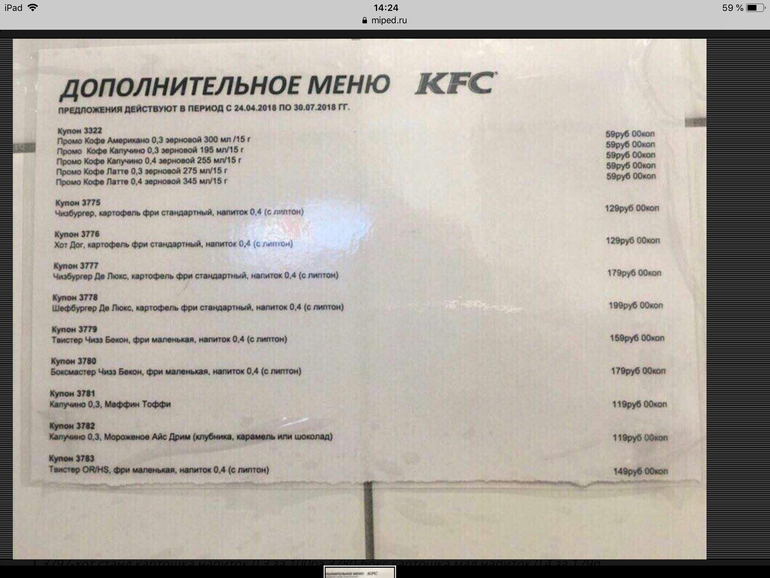 iPad 14:24 59 %
miped.ru
ДОПОЛНИТЕЛЬНОЕ МЕНЮ KFC
ПРЕДЛОЖЕНИЯ ДЕЙСТВУЮТ В ПЕРИОД С 24.04.2018 ПО 30.07.2018 ГГ.
Купон 3322
Промо Кофе Американо 0,3 зерновой 300 мл /15 г 59руб 00коп
Промо Кофе Капучино 0,3 зерновой 195 мл/15 г 59руб 00коп
Промо Кофе Капучино 0,4 зерновой 255 мл/15 г 59руб 00коп
Промо Кофе Латте 0,3 зерновой 275 мл/15 г 59руб 00коп
Промо Кофе Латте 0,4 зерновой 345 мл/15 г 59руб 00коп
Купон 3775
Чизбургер, картофель фри стандартный, напиток 0,4 (с липтон) 129руб 00коп
Купон 3776
Хот Дог, картофель фри стандартный, напиток 0,4 (с липтон) 129руб 00коп
Купон 3777
Чизбургер Де Люкс, картофель фри стандартный, напиток 0,4 (с липтон) 179руб 00коп
Купон 3778
Шефбургер Де Люкс, картофель фри стандартный, напиток 0,4 (с липтон) 199руб 00коп
Купон 3779
Твистер Чизз Бекон, фри маленькая, напиток 0,4 (с липтон) 159руб 00коп
Купон 3780
Боксмастер Чизз Бекон, фри маленькая, напиток 0,4 (с липтон) 179руб 00коп
Купон 3781
Капучино 0,3, Маффин Тоффи 119руб 00коп
Купон 3782
Капучино 0,3, Мороженое Айс Дрим (клубника, карамель или шоколад) 119руб 00коп
Купон 3783
Твистер OR/HS, фри маленькая, напиток 0,4 (с липтон) 149руб 00коп